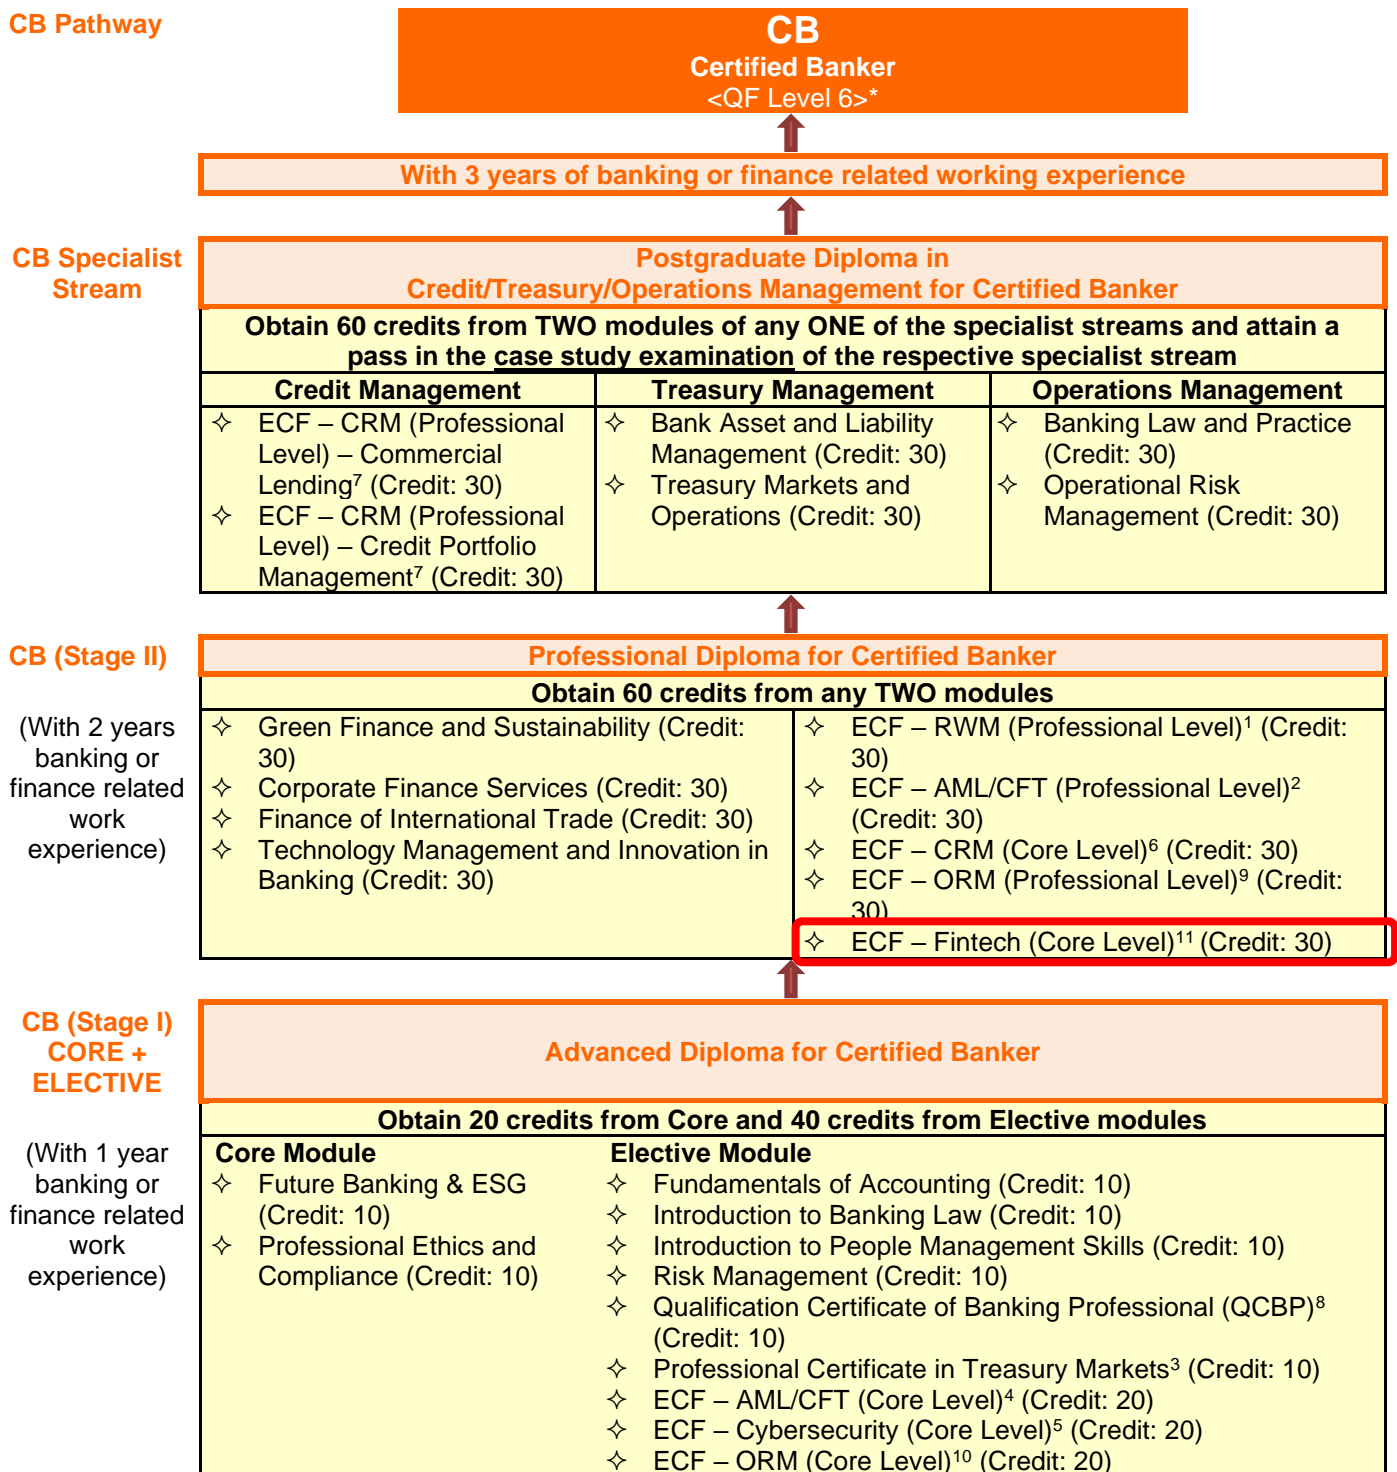 CB Pathway
CB
Certified Banker
<QF Level 6>*
With 3 years of banking or finance related working experience
CB Specialist
Stream
Postgraduate Diploma in
Credit/Treasury/Operations Management for Certified Banker
Obtain 60 credits from TWO modules of any ONE of the specialist streams and attain a
pass in the case study examination of the respective specialist stream
Credit Management
✧ ECF – CRM (Professional
Level) – Commercial
Lending⁷ (Credit: 30)
✧ ECF – CRM (Professional
Level) – Credit Portfolio
Management⁷ (Credit: 30)
Treasury Management
✧ Bank Asset and Liability
Management (Credit: 30)
✧ Treasury Markets and
Operations (Credit: 30)
Operations Management
✧ Banking Law and Practice
(Credit: 30)
✧ Operational Risk
Management (Credit: 30)
CB (Stage II)
(With 2 years
banking or
finance related
work
experience)
Professional Diploma for Certified Banker
Obtain 60 credits from any TWO modules
✧ Green Finance and Sustainability (Credit:
30)
✧ Corporate Finance Services (Credit: 30)
✧ Finance of International Trade (Credit: 30)
✧ Technology Management and Innovation in
Banking (Credit: 30)
✧ ECF – RWM (Professional Level)¹ (Credit:
30)
✧ ECF – AML/CFT (Professional Level)²
(Credit: 30)
✧ ECF – CRM (Core Level)⁶ (Credit: 30)
✧ ECF – ORM (Professional Level)⁹ (Credit:
30)
✧ ECF – Fintech (Core Level)¹¹ (Credit: 30)
CB (Stage I)
CORE +
ELECTIVE
(With 1 year
banking or
finance related
work
experience)
Advanced Diploma for Certified Banker
Obtain 20 credits from Core and 40 credits from Elective modules
Core Module
✧ Future Banking & ESG
(Credit: 10)
✧ Professional Ethics and
Compliance (Credit: 10)
Elective Module
✧ Fundamentals of Accounting (Credit: 10)
✧ Introduction to Banking Law (Credit: 10)
✧ Introduction to People Management Skills (Credit: 10)
✧ Risk Management (Credit: 10)
✧ Qualification Certificate of Banking Professional (QCBP)⁸
(Credit: 10)
✧ Professional Certificate in Treasury Markets³ (Credit: 10)
✧ ECF – AML/CFT (Core Level)⁴ (Credit: 20)
✧ ECF – Cybersecurity (Core Level)⁵ (Credit: 20)
✧ ECF – ORM (Core Level)¹⁰ (Credit: 20)